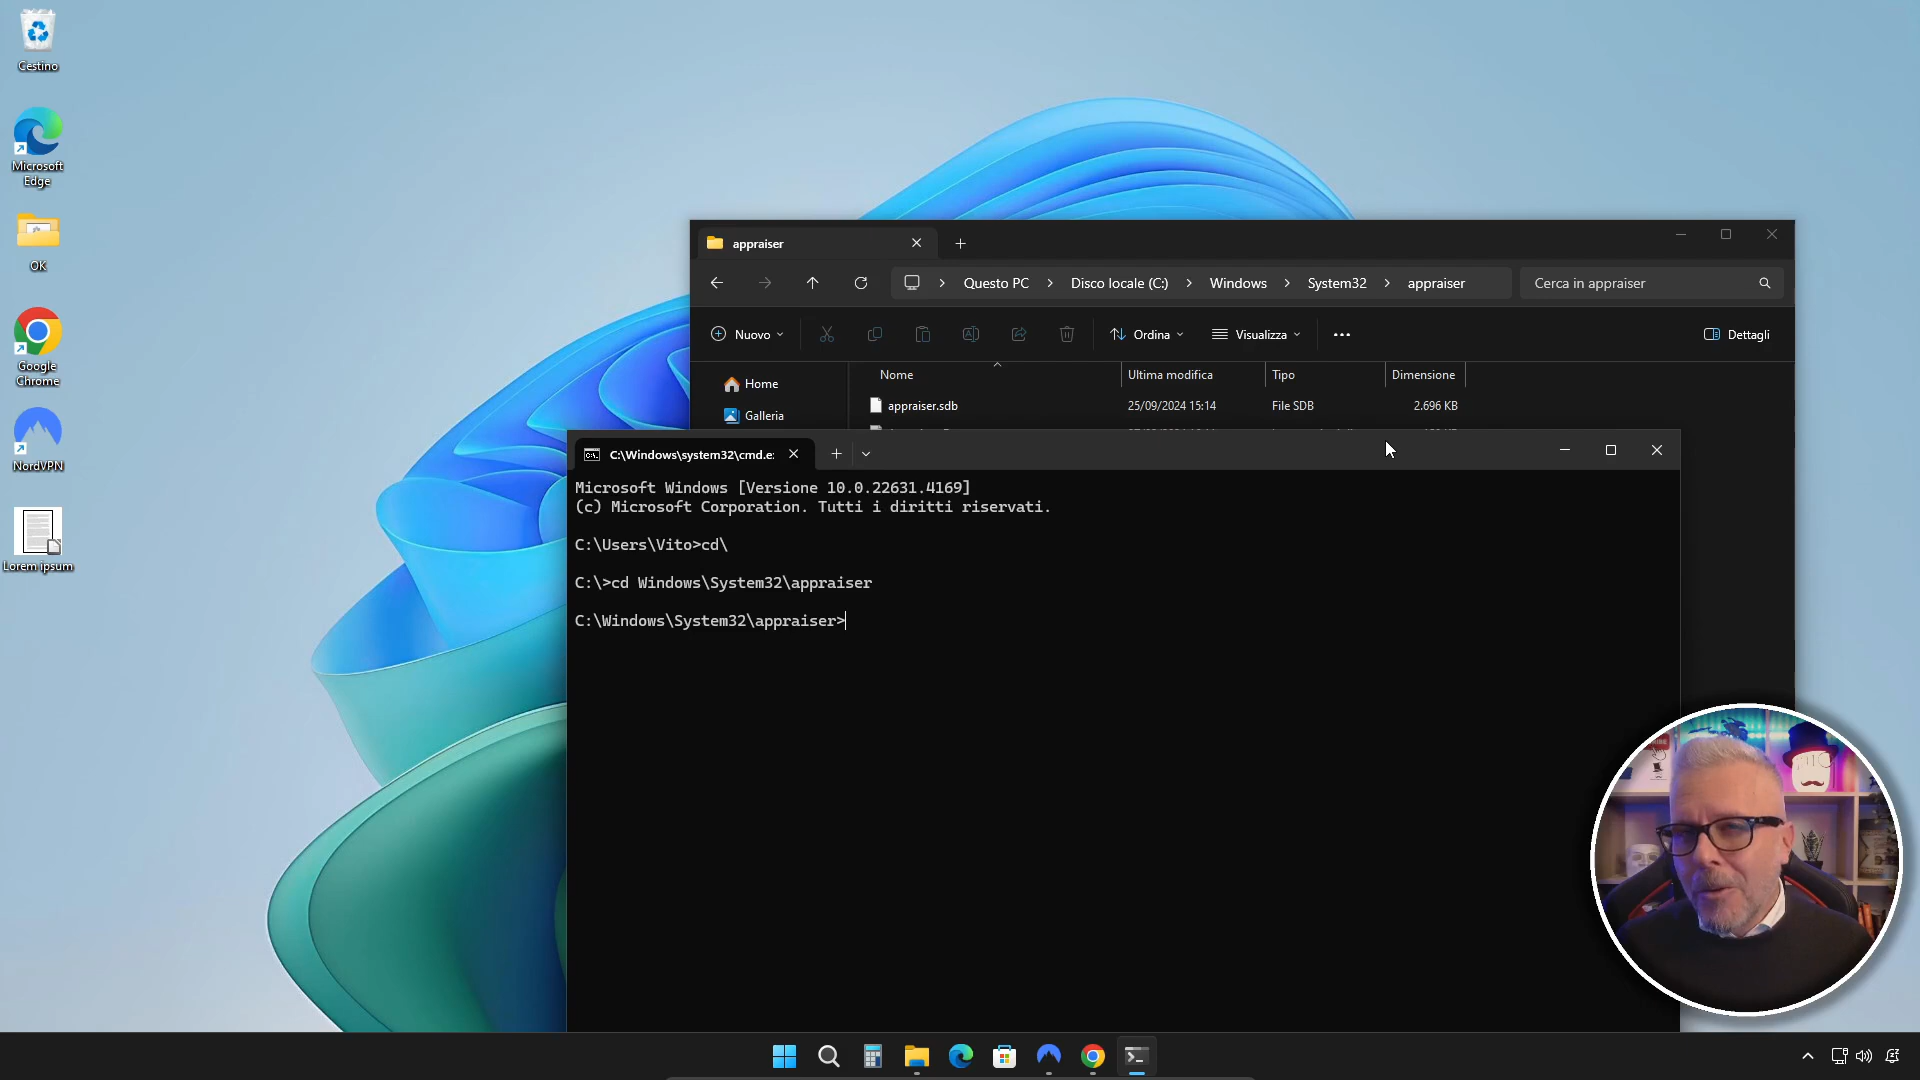 Cestino
Microsoft
Edge
OK
Google
Chrome
NordVPN
Lorem ipsum
appraiser
Questo PC
Disco locale (C:)
Windows
System32
appraiser
Cerca in appraiser
Nuovo
Ordina
Visualizza
Dettagli
Home
Galleria
Nome
Ultima modifica
Tipo
Dimensione
appraiser.sdb
25/09/2024 15:14
File SDB
2.696 KB
C:\Windows\system32\cmd.e
Microsoft Windows [Versione 10.0.22631.4169]
(c) Microsoft Corporation. Tutti i diritti riservati.
C:\Users\Vito>cd\
C:\>cd Windows\System32\appraiser
C:\Windows\System32\appraiser>